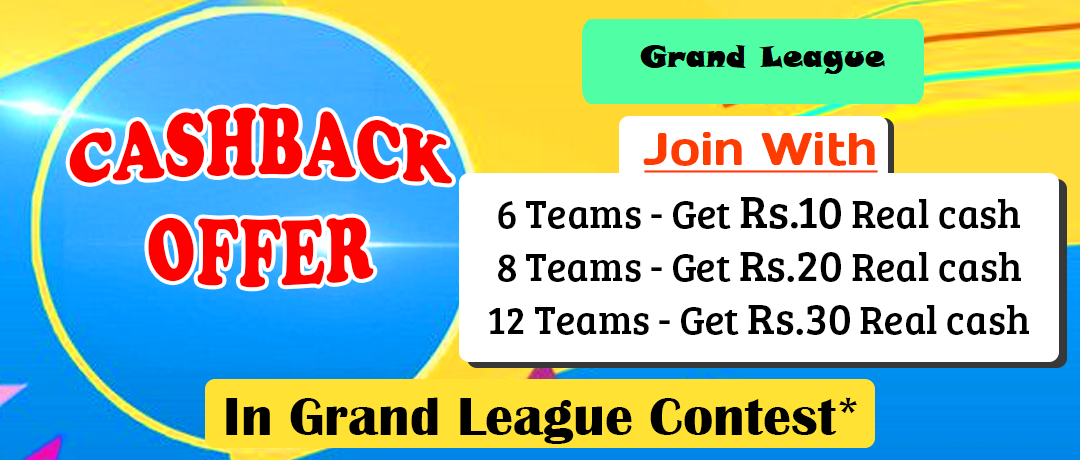 CASHBACK
OFFER
Grand League
Join With
6 Teams - Get Rs.10 Real cash
8 Teams - Get Rs.20 Real cash
12 Teams - Get Rs.30 Real cash
In Grand League Contest*